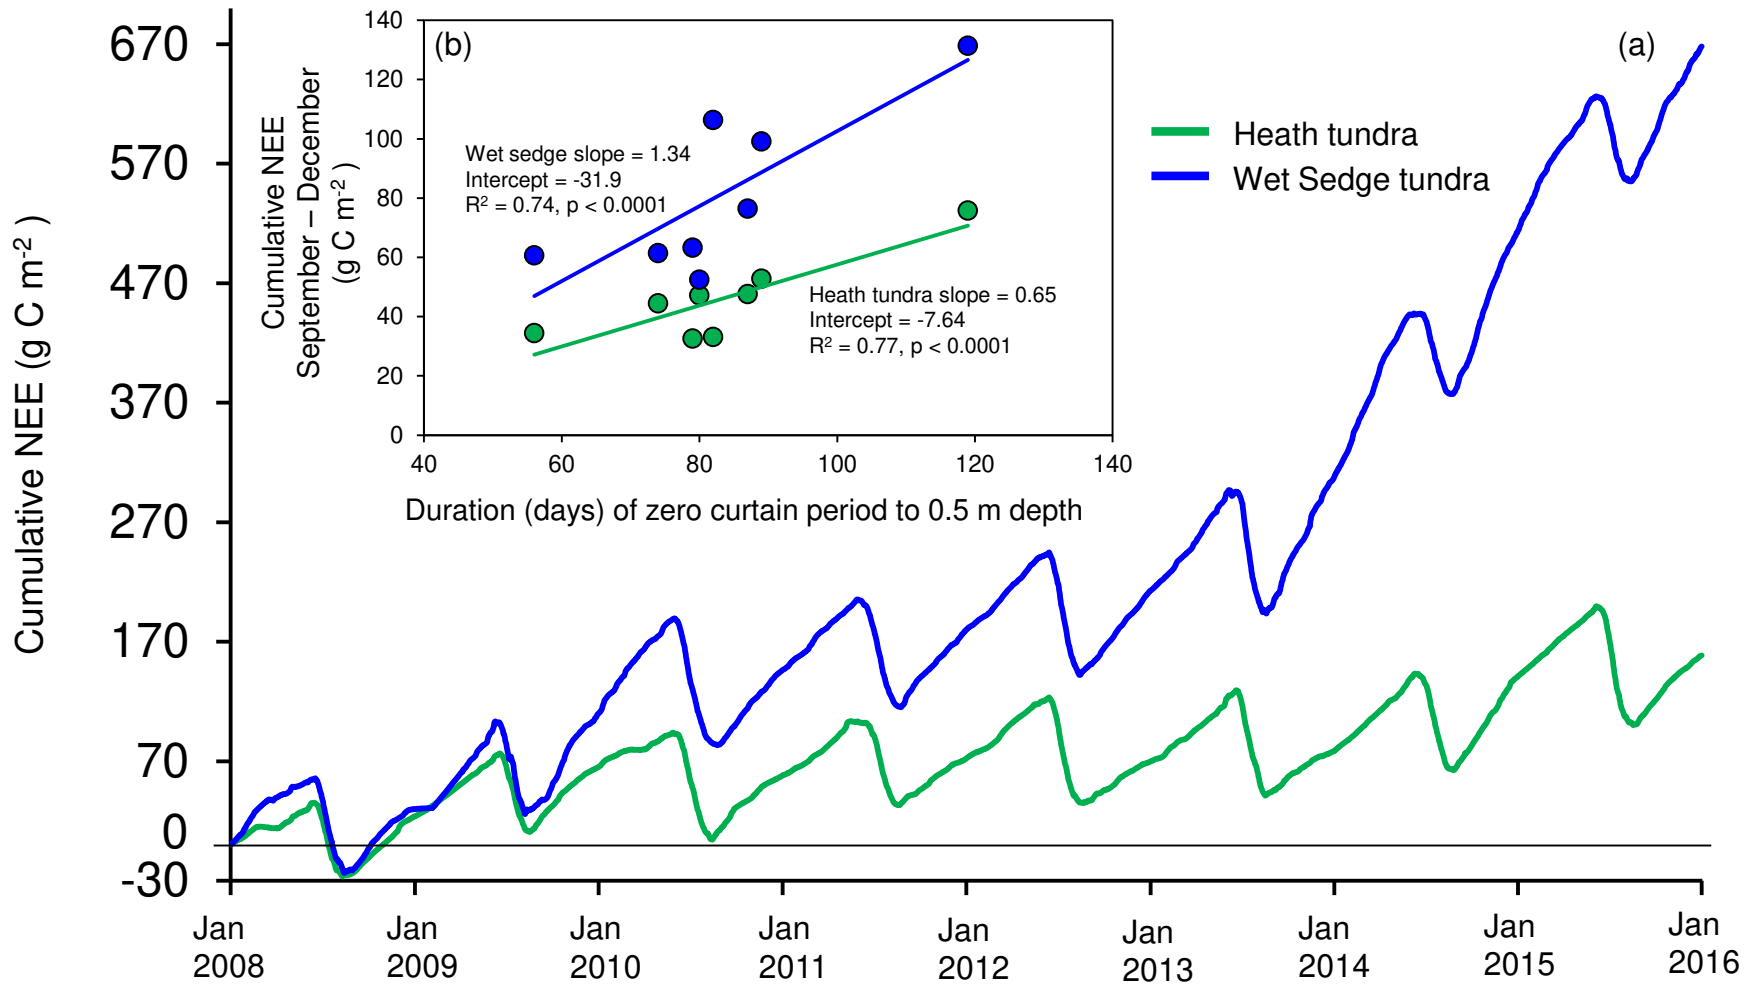 (a)
670
570
470
370
270
170
70
0
-30
Cumulative NEE (g C m-2 )
Heath tundra
Wet Sedge tundra
Jan
2008
Jan
2009
Jan
2010
Jan
2011
Jan
2012
Jan
2013
Jan
2014
Jan
2015
Jan
2016
(b)
140
120
100
80
60
40
20
0
Cumulative NEE
September – December
(g C m-2 )
Wet sedge slope = 1.34
Intercept = -31.9
R2 = 0.74, p < 0.0001
Heath tundra slope = 0.65
Intercept = -7.64
R2 = 0.77, p < 0.0001
40
60
80
100
120
140
Duration (days) of zero curtain period to 0.5 m depth